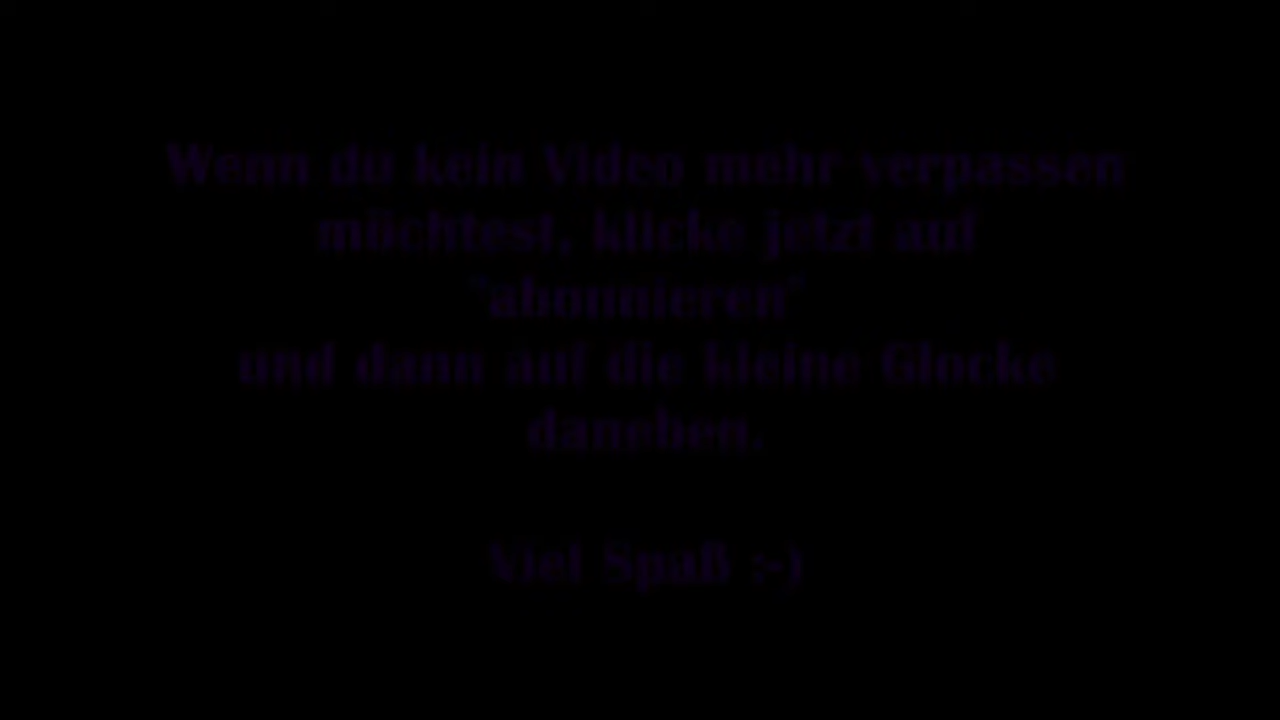 Wenn du kein Video mehr verpassen
möchtest, klicke jetzt auf
"abonnieren"
und dann auf die kleine Glocke
daneben.
Viel Spaß :-)